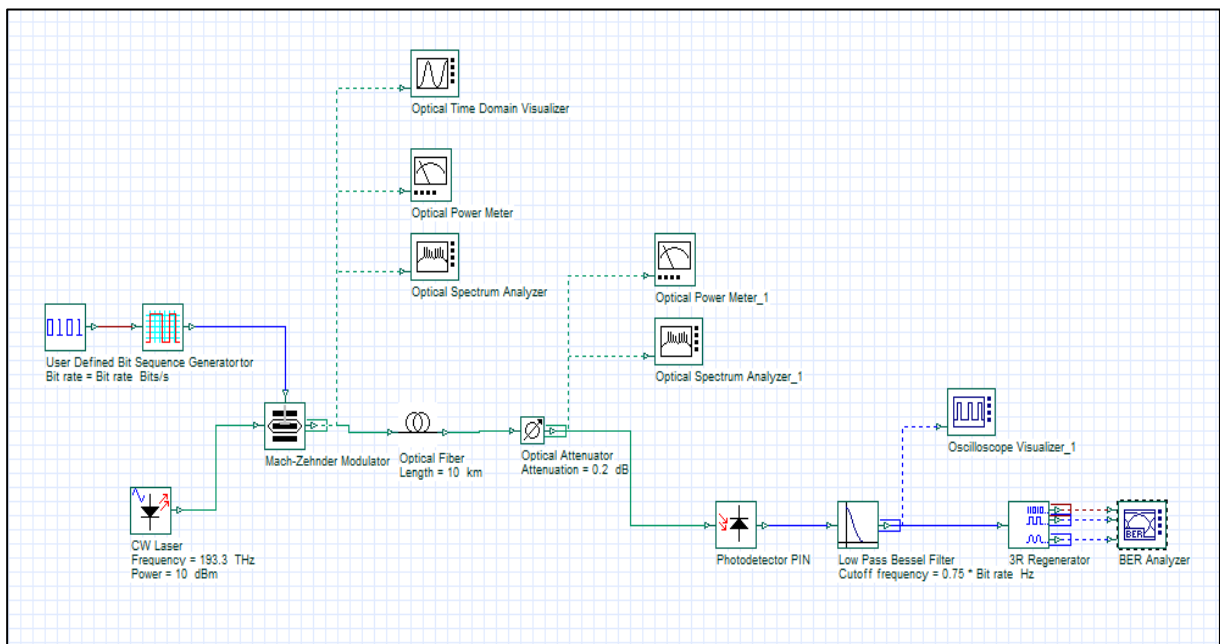 Optical Time Domain Visualizer
Optical Power Meter
Optical Spectrum Analyzer
Optical Power Meter_1
Optical Spectrum Analyzer_1
0101
User Defined Bit Sequence Generatortor
Bit rate = Bit rate  Bits/s
Mach-Zehnder Modulator
Optical Fiber
Length = 10  km
Optical Attenuator
Attenuation = 0.2  dB
Oscilloscope Visualizer_1
CW Laser
Frequency = 193.3  THz
Power = 10  dBm
Photodetector PIN
Low Pass Bessel Filter
Cutoff frequency = 0.75 * Bit rate  Hz
3R Regenerator
BER
BER Analyzer